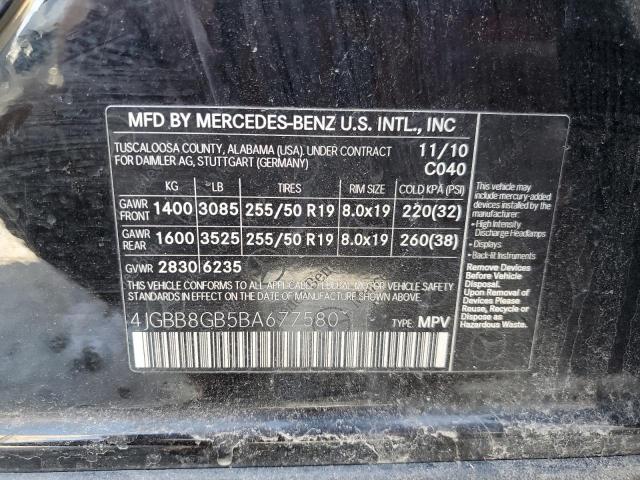 MFD BY MERCEDES-BENZ U.S. INTL., INC
TUSCALOOSA COUNTY, ALABAMA (USA). UNDER CONTRACT
FOR DAIMLER AG, STUTTGART (GERMANY)
11/10
C040
KG LB TIRES RIM SIZE COLD KPA (PSI)
GAWR FRONT 1400 3085 255/50 R19 8.0x19 220(32)
GAWR REAR 1600 3525 255/50 R19 8.0x19 260(38)
GVWR 2830 6235
THIS VEHICLE CONFORMS TO ALL APPLICABLE FEDERAL MOTOR VEHICLE
SAFETY STANDARDS IN EFFECT ON THE DATE OF MANUFACTURE SHOWN ABOVE.
4JGBB8GB5BA677580
TYPE: MPV
This vehicle may
include mercury-added
devices installed by the
manufacturer:
• High Intensity
Discharge Headlamps
• Displays
• Back-lit Instruments
Remove Devices
Before Vehicle
Disposal.
Upon Removal of
Devices Please
Reuse, Recycle or
Dispose as
Hazardous Waste.